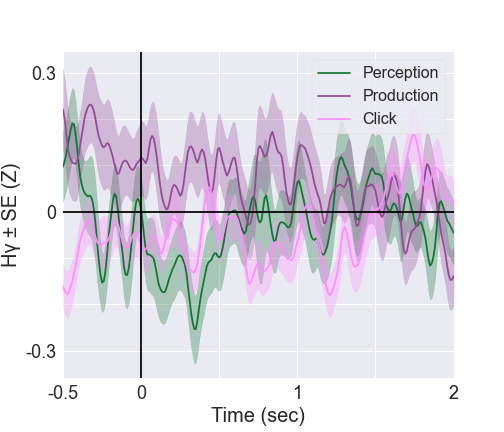 Perception
Production
Click
Hγ ± SE (Z)
0.3
0
-0.3
-0.5
0
1
2
Time (sec)